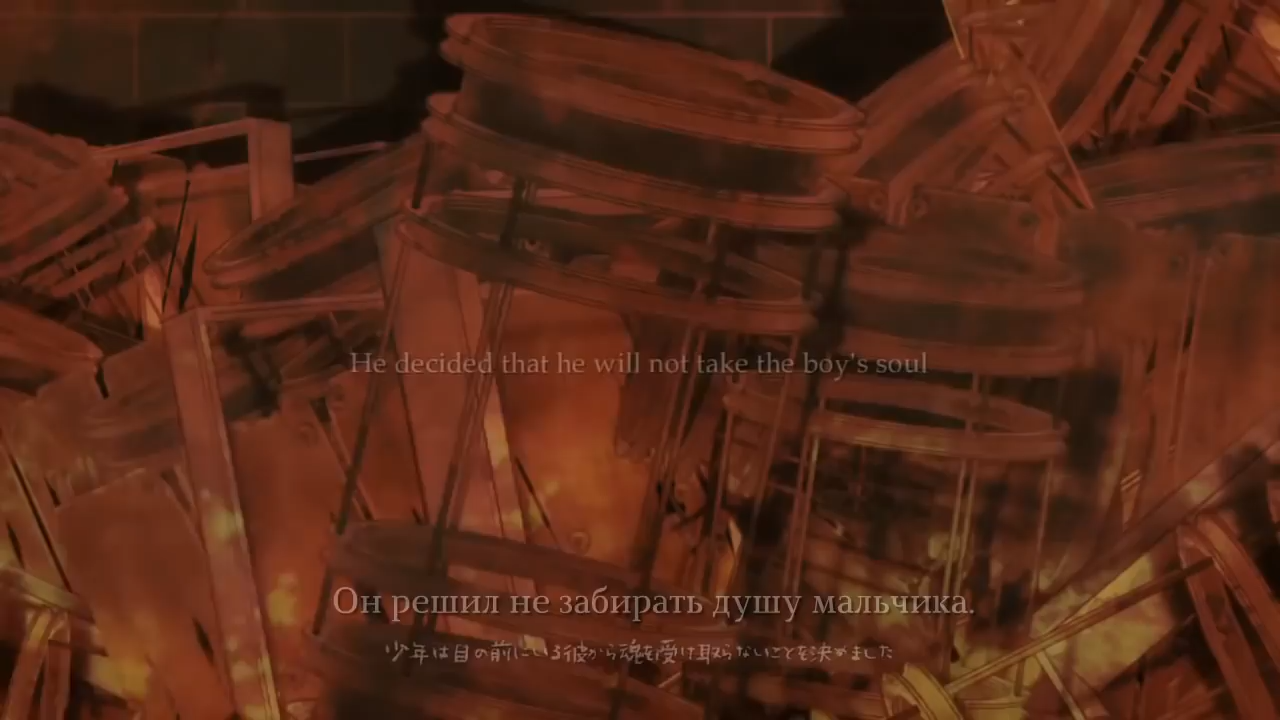 He decided that he will not take the boy's soul
Он решил не забирать душу мальчика.
少年は目の前にいる彼から魂を受け取らないことを決めました